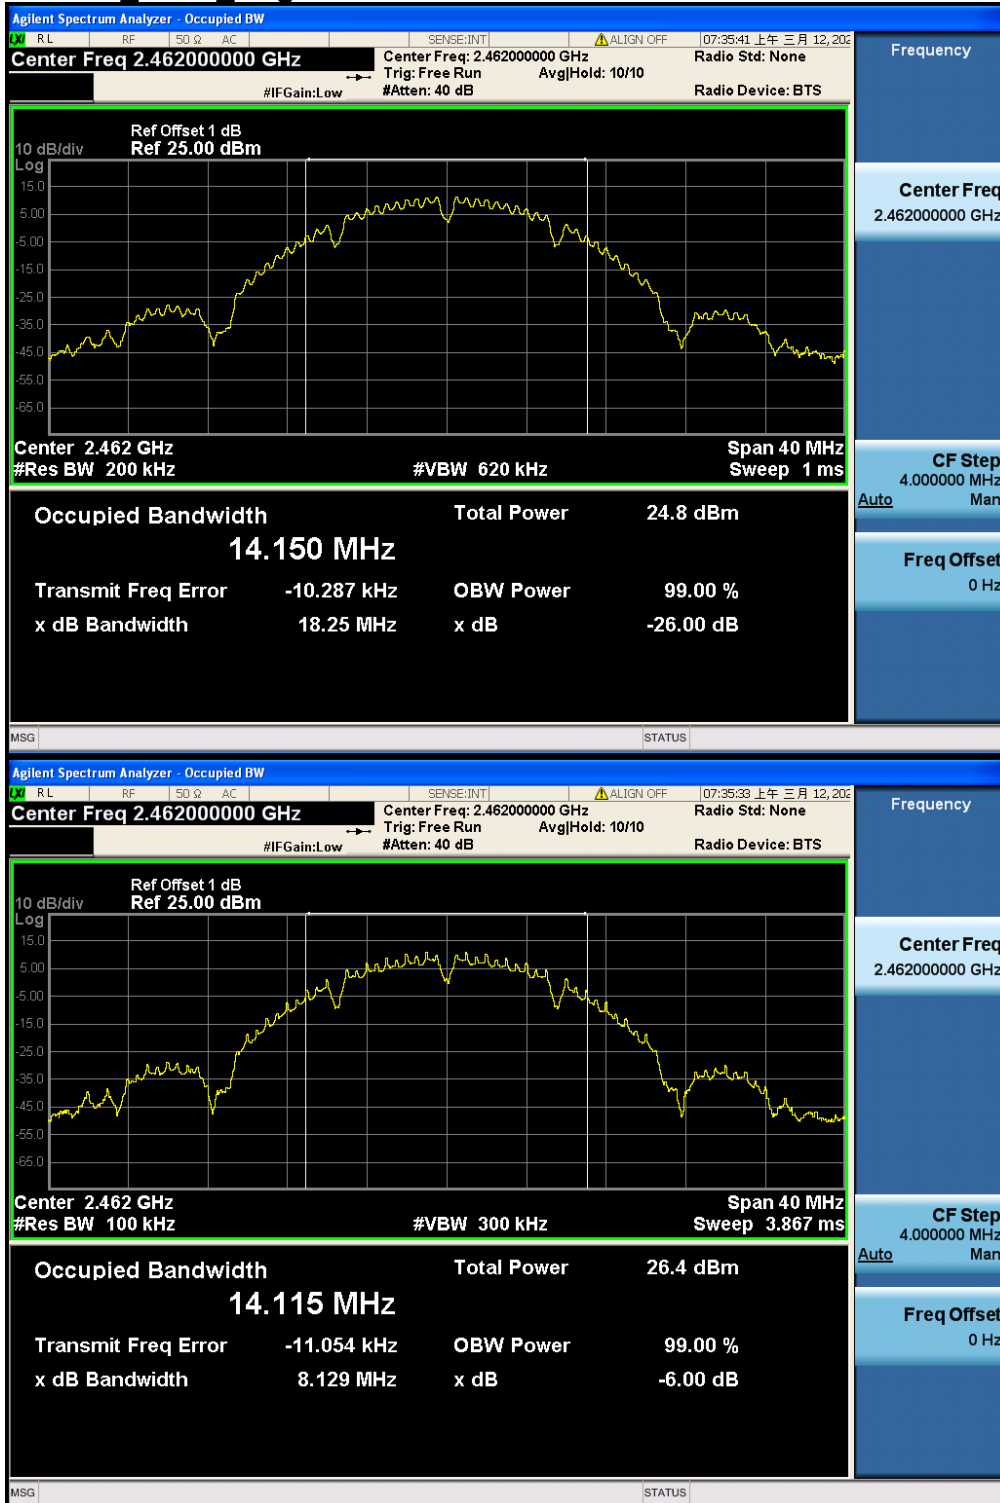 Agilent Spectrum Analyzer - Occupied BW
LXI RL RF 50 Ω AC SENSE:INT ALIGN OFF 07:35:41 上午 三月 12, 202
Center Freq 2.462000000 GHz
Center Freq: 2.462000000 GHz Radio Std: None
Trig: Free Run Avg|Hold: 10/10
#IFGain:Low #Atten: 40 dB Radio Device: BTS
Frequency
Ref Offset 1 dB
10 dB/div Ref 25.00 dBm
Log
15.0
5.00
-5.00
-15.0
-25.0
-35.0
-45.0
-55.0
-65.0
Center Freq
2.462000000 GHz
Center 2.462 GHz Span 40 MHz
#Res BW 200 kHz #VBW 620 kHz Sweep 1 ms
CF Step
4.000000 MHz
Auto Man
Occupied Bandwidth Total Power 24.8 dBm
14.150 MHz
Freq Offset
0 Hz
Transmit Freq Error -10.287 kHz OBW Power 99.00 %
x dB Bandwidth 18.25 MHz x dB -26.00 dB
MSG STATUS
Agilent Spectrum Analyzer - Occupied BW
LXI RL RF 50 Ω AC SENSE:INT ALIGN OFF 07:35:33 上午 三月 12, 202
Center Freq 2.462000000 GHz
Center Freq: 2.462000000 GHz Radio Std: None
Trig: Free Run Avg|Hold: 10/10
#IFGain:Low #Atten: 40 dB Radio Device: BTS
Frequency
Ref Offset 1 dB
10 dB/div Ref 25.00 dBm
Log
15.0
5.00
-5.00
-15.0
-25.0
-35.0
-45.0
-55.0
-65.0
Center Freq
2.462000000 GHz
Center 2.462 GHz Span 40 MHz
#Res BW 100 kHz #VBW 300 kHz Sweep 3.867 ms
CF Step
4.000000 MHz
Auto Man
Occupied Bandwidth Total Power 26.4 dBm
14.115 MHz
Freq Offset
0 Hz
Transmit Freq Error -11.054 kHz OBW Power 99.00 %
x dB Bandwidth 8.129 MHz x dB -6.00 dB
MSG STATUS